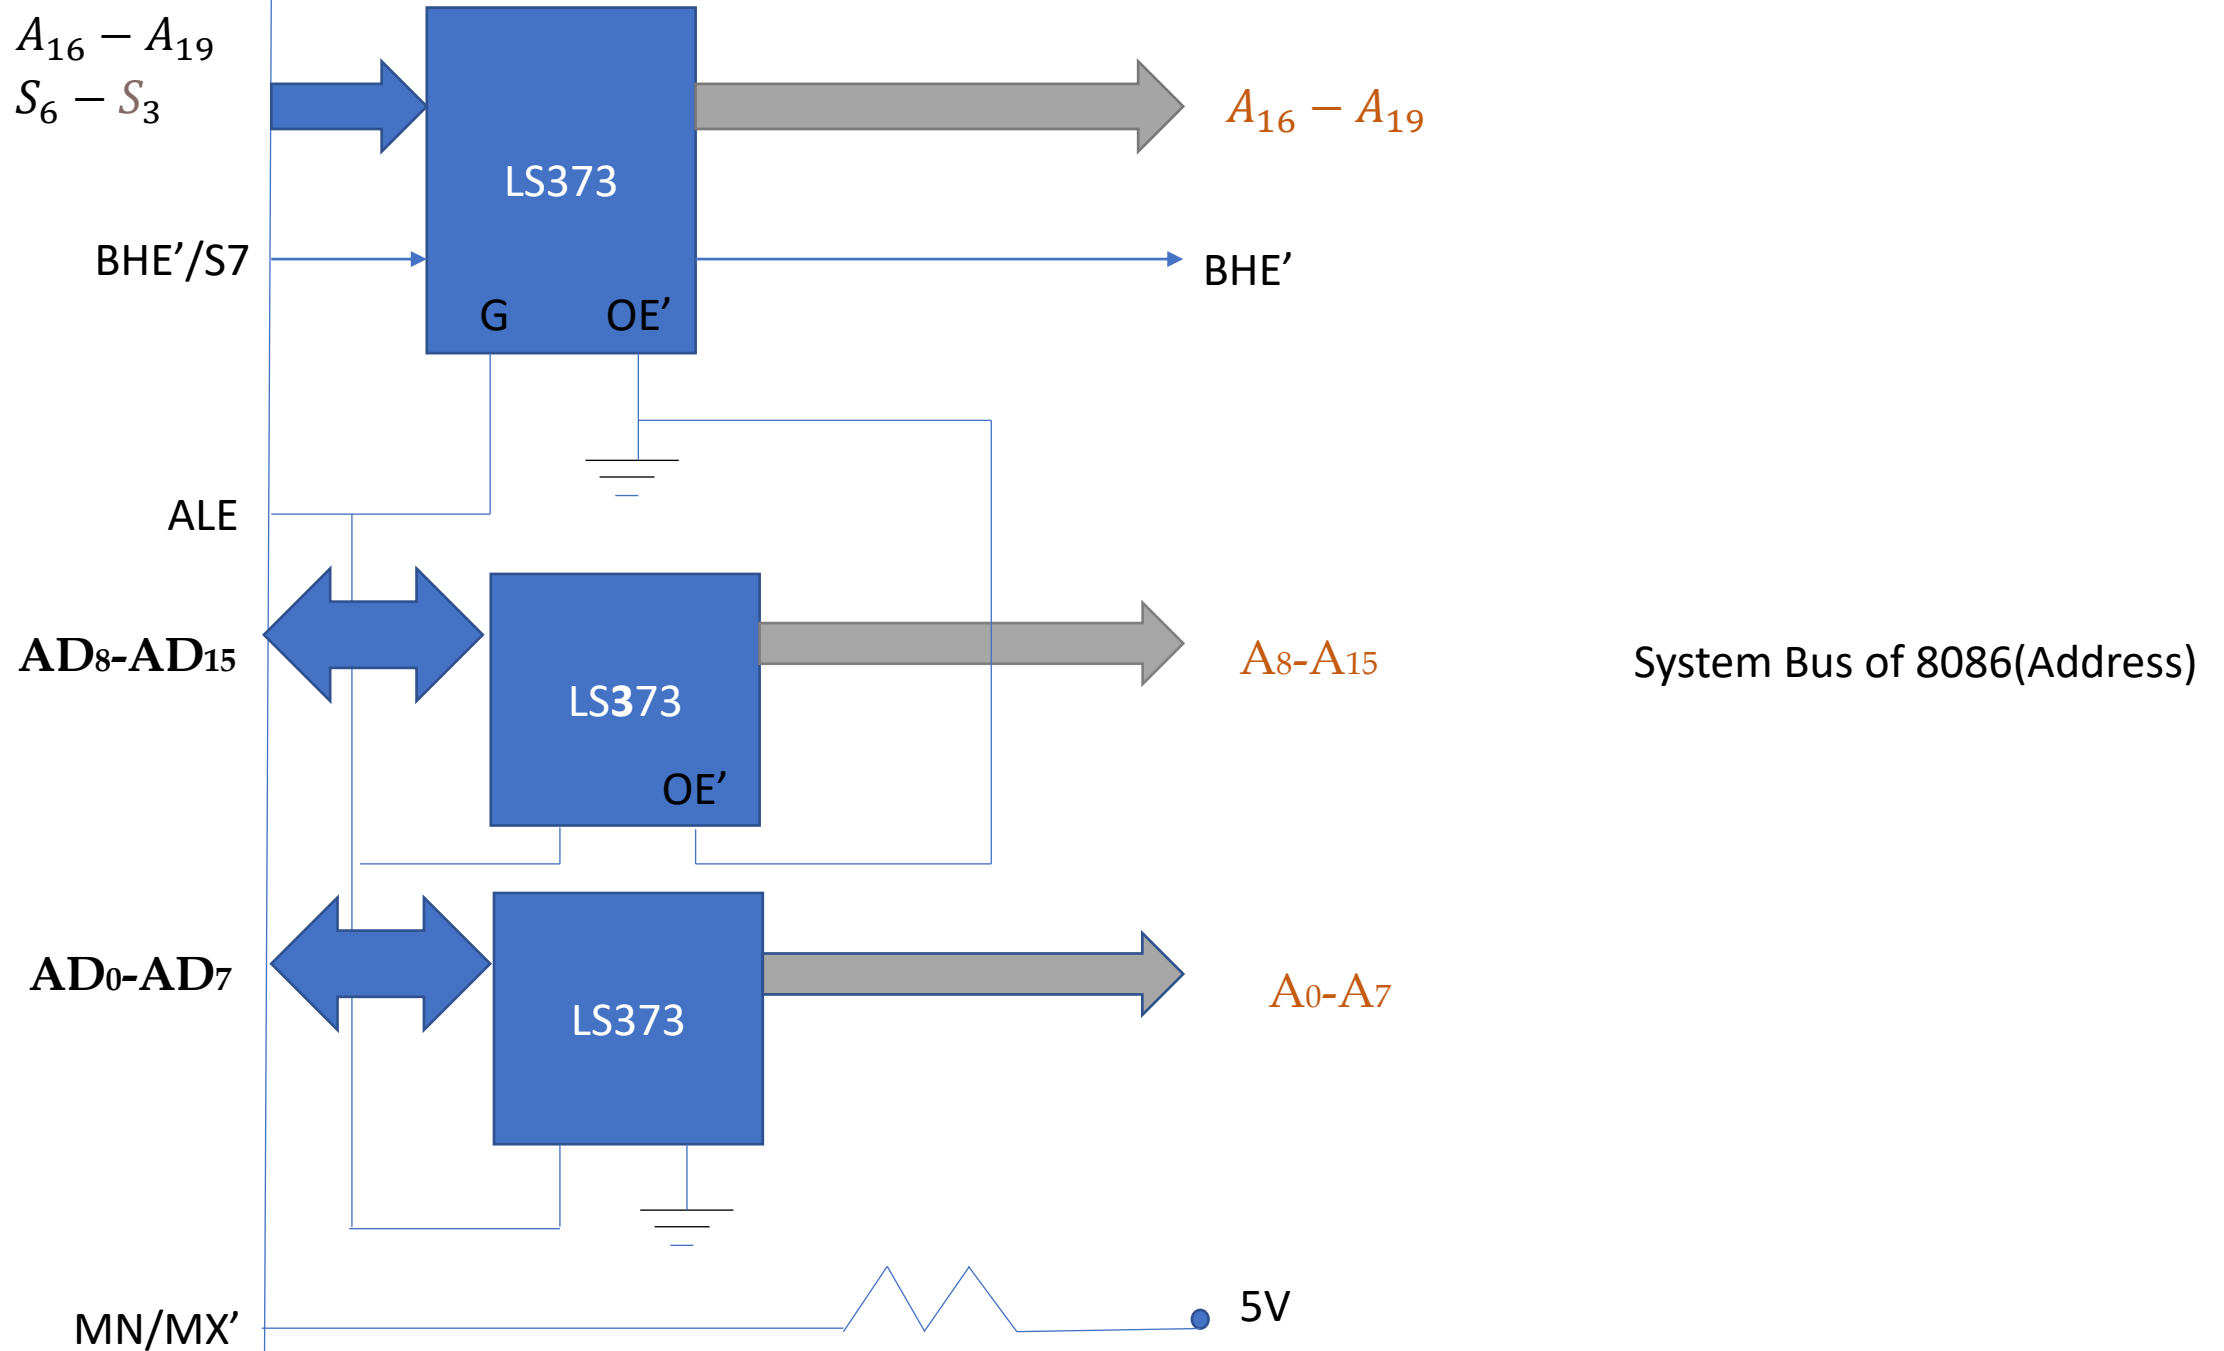 A₁₆ − A₁₉
S₆ − S₃
A₁₆ − A₁₉
LS373
BHE’/S7
BHE’
G
OE’
ALE
AD₈-AD₁₅
A₈-A₁₅
System Bus of 8086(Address)
LS373
OE’
AD₀-AD₇
A₀-A₇
LS373
5V
MN/MX’